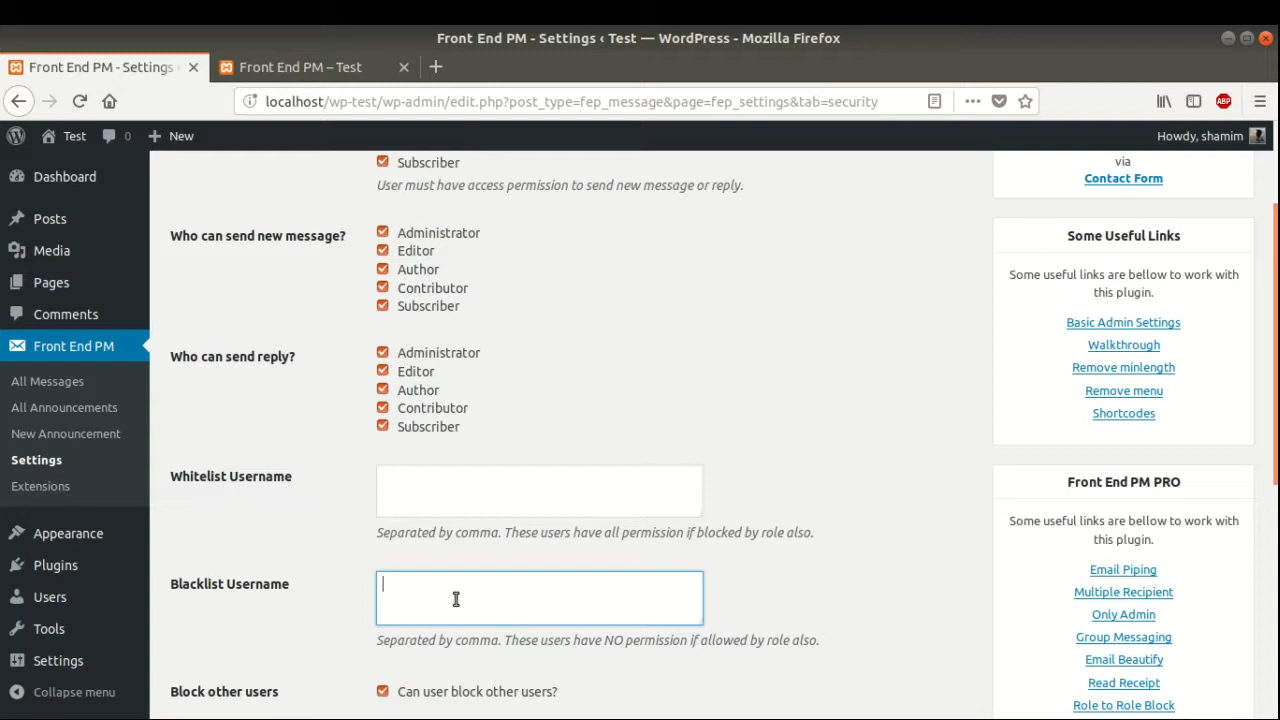 Front End PM - Settings ‹ Test — WordPress - Mozilla Firefox
Front End PM - Settings ‹
Front End PM – Test
localhost/wp-test/wp-admin/edit.php?post_type=fep_message&page=fep_settings&tab=security
ABP
Test 0 New Howdy, shamim
Dashboard
Posts
Media
Pages
Comments
Front End PM
All Messages
All Announcements
New Announcement
Settings
Extensions
Appearance
Plugins
Users
Tools
Settings
Collapse menu
Subscriber
User must have access permission to send new message or reply.
Who can send new message?
Administrator
Editor
Author
Contributor
Subscriber
Who can send reply?
Administrator
Editor
Author
Contributor
Subscriber
Whitelist Username
Separated by comma. These users have all permission if blocked by role also.
Blacklist Username
Separated by comma. These users have NO permission if allowed by role also.
Block other users
Can user block other users?
via
Contact Form
Some Useful Links
Some useful links are bellow to work with
this plugin.
Basic Admin Settings
Walkthrough
Remove minlength
Remove menu
Shortcodes
Front End PM PRO
Some useful links are bellow to work with
this plugin.
Email Piping
Multiple Recipient
Only Admin
Group Messaging
Email Beautify
Read Receipt
Role to Role Block